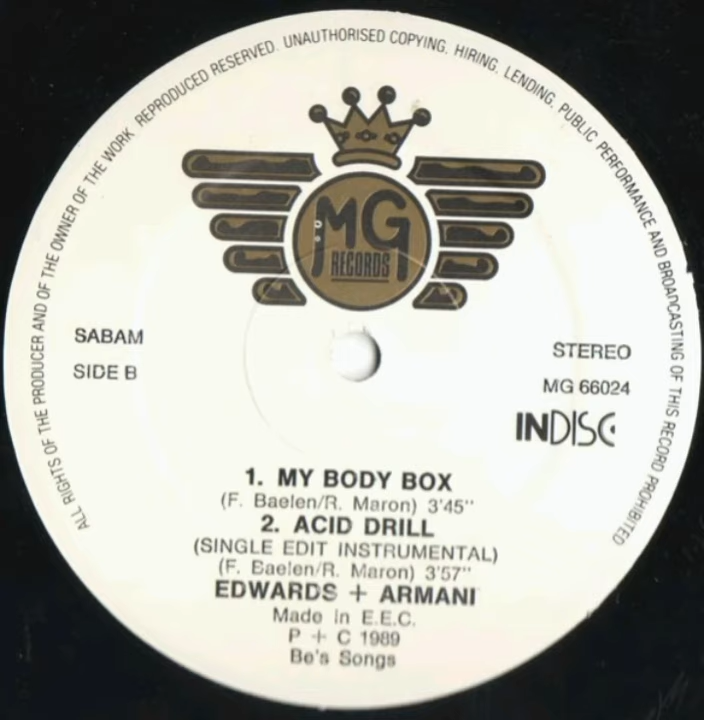 ALL RIGHTS OF THE PRODUCER AND OF THE OWNER OF THE WORK REPRODUCED RESERVED. UNAUTHORISED COPYING, HIRING, LENDING, PUBLIC PERFORMANCE AND BROADCASTING OF THIS RECORD PROHIBITED
MG
RECORDS
SABAM
SIDE B
STEREO
MG 66024
INDISC
1. MY BODY BOX
(F. Baelen/R. Maron) 3'45"
2. ACID DRILL
(SINGLE EDIT INSTRUMENTAL)
(F. Baelen/R. Maron) 3'57"
EDWARDS + ARMANI
Made in E.E.C.
P + C 1989
Be's Songs